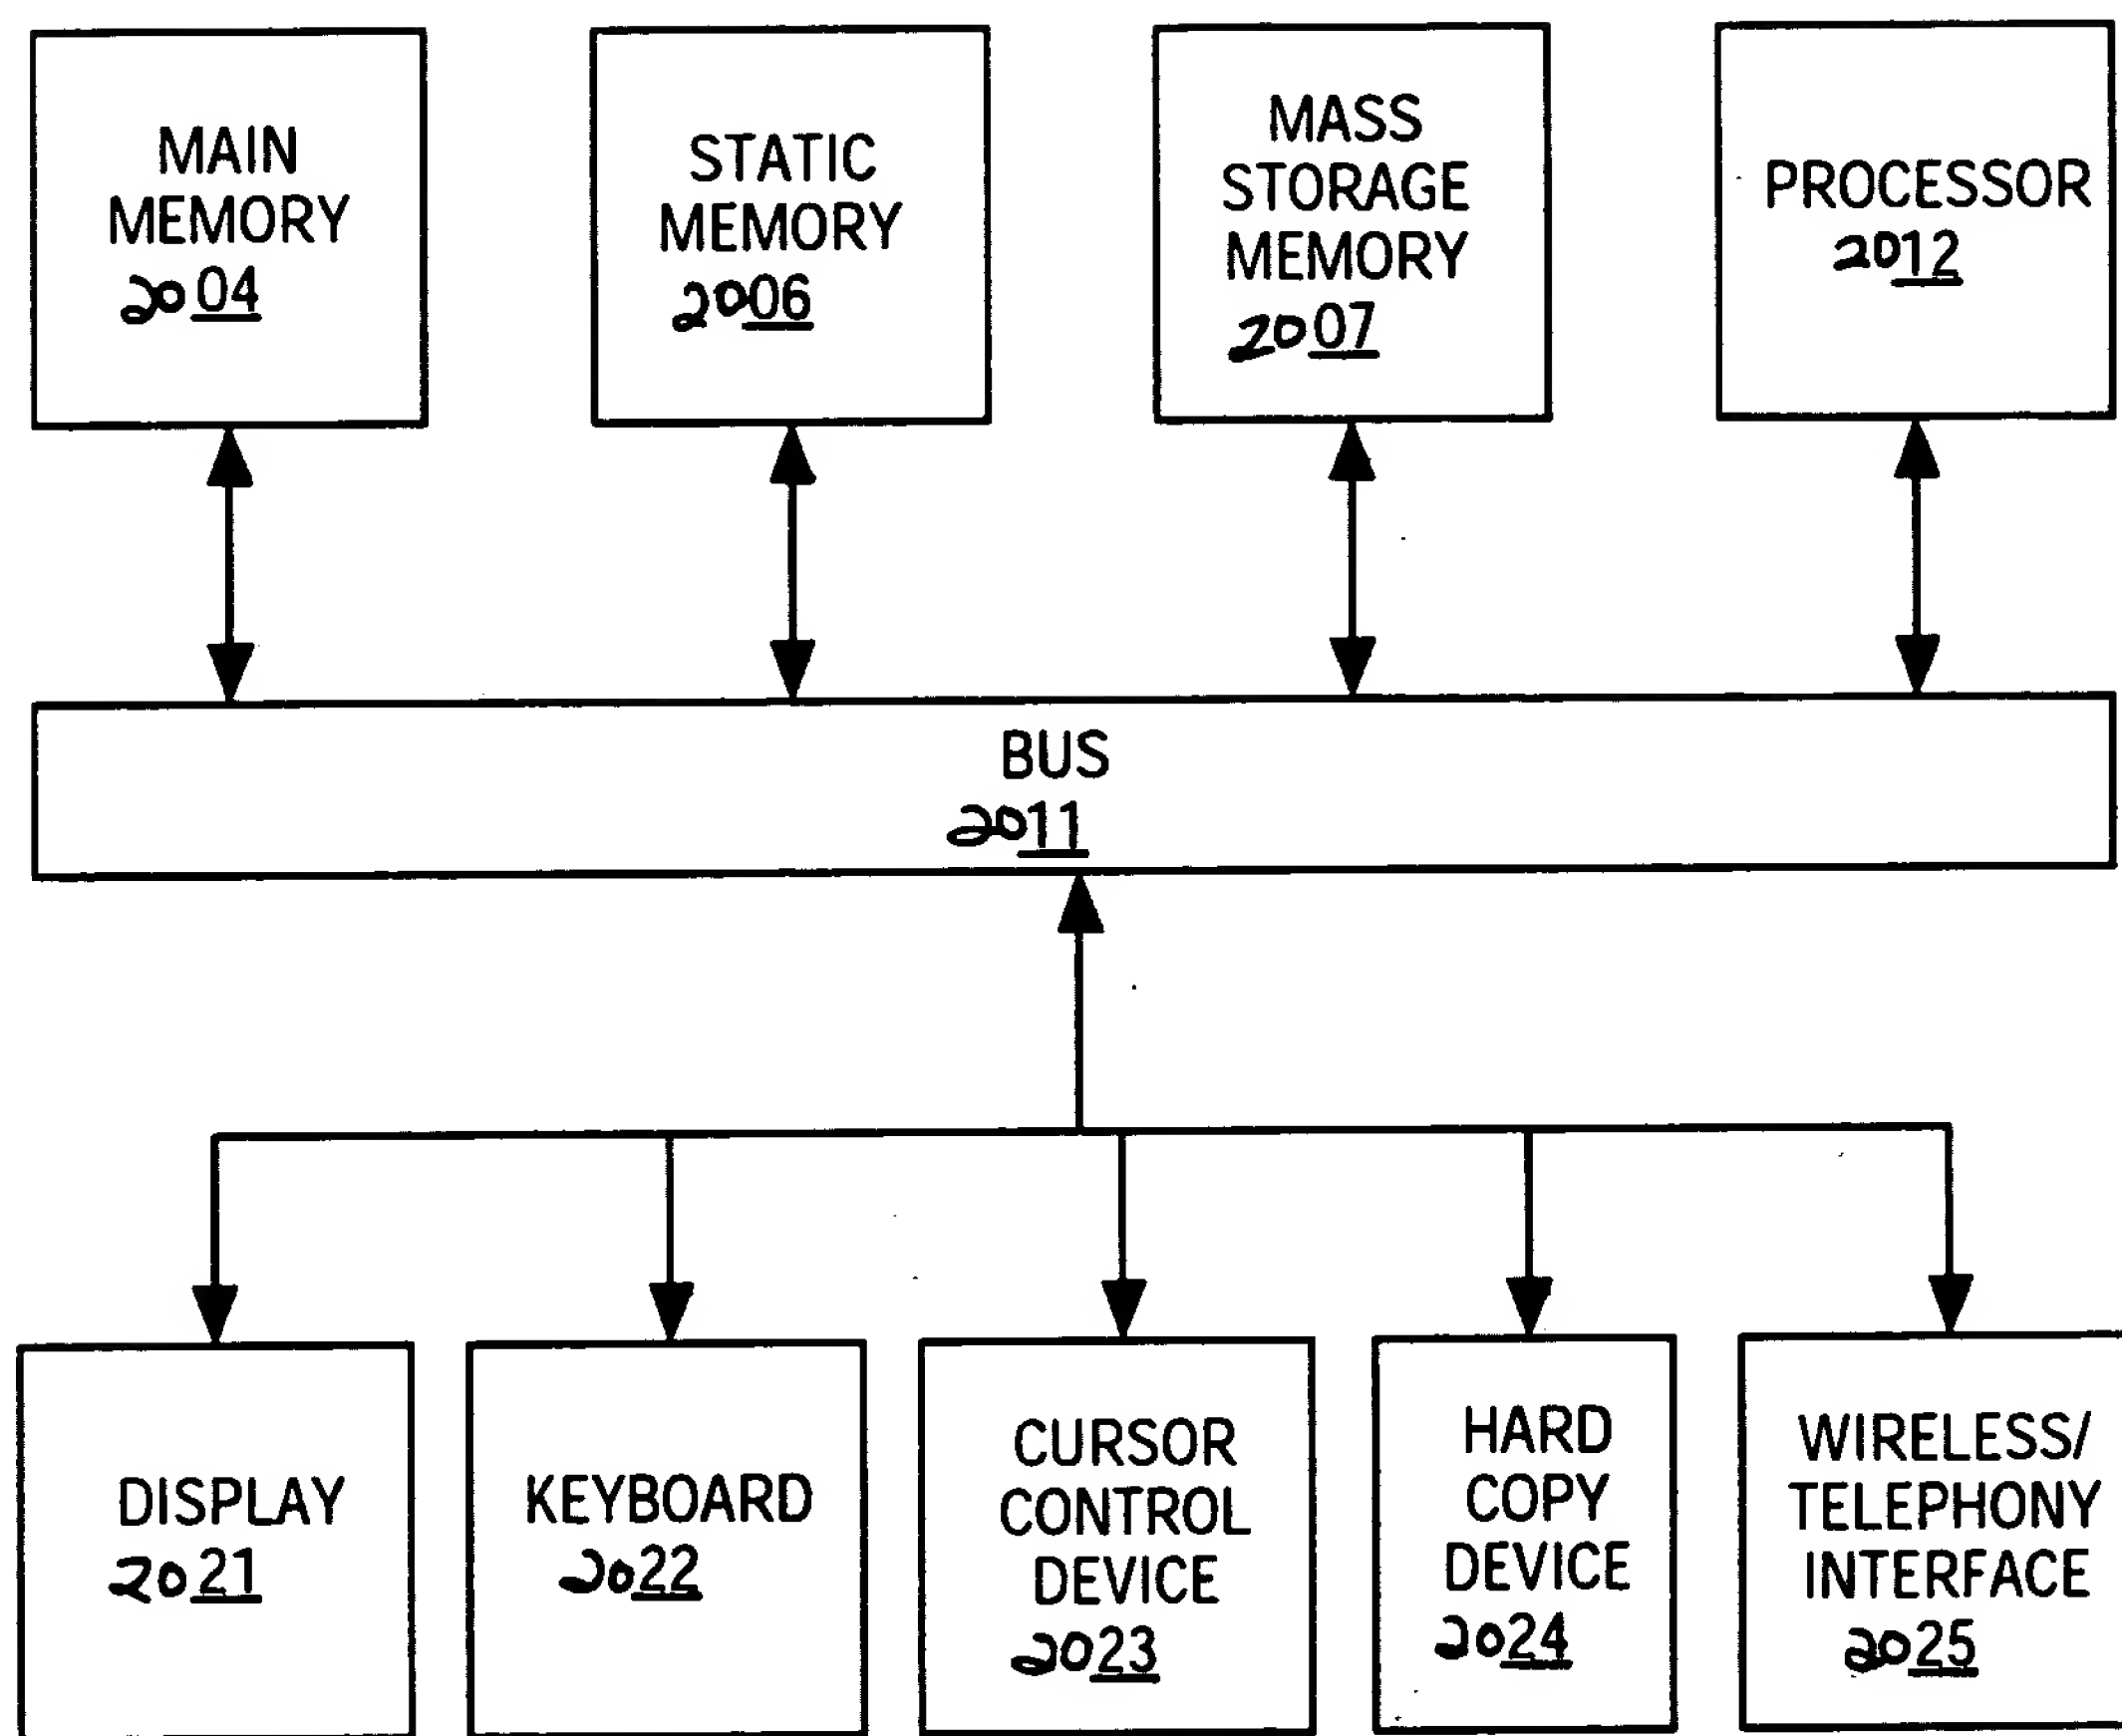 MAIN
MEMORY
2004
STATIC
MEMORY
2006
MASS
STORAGE
MEMORY
2007
PROCESSOR
2012
BUS
2011
DISPLAY
2021
KEYBOARD
2022
CURSOR
CONTROL
DEVICE
2023
HARD
COPY
DEVICE
2024
WIRELESS/
TELEPHONY
INTERFACE
2025